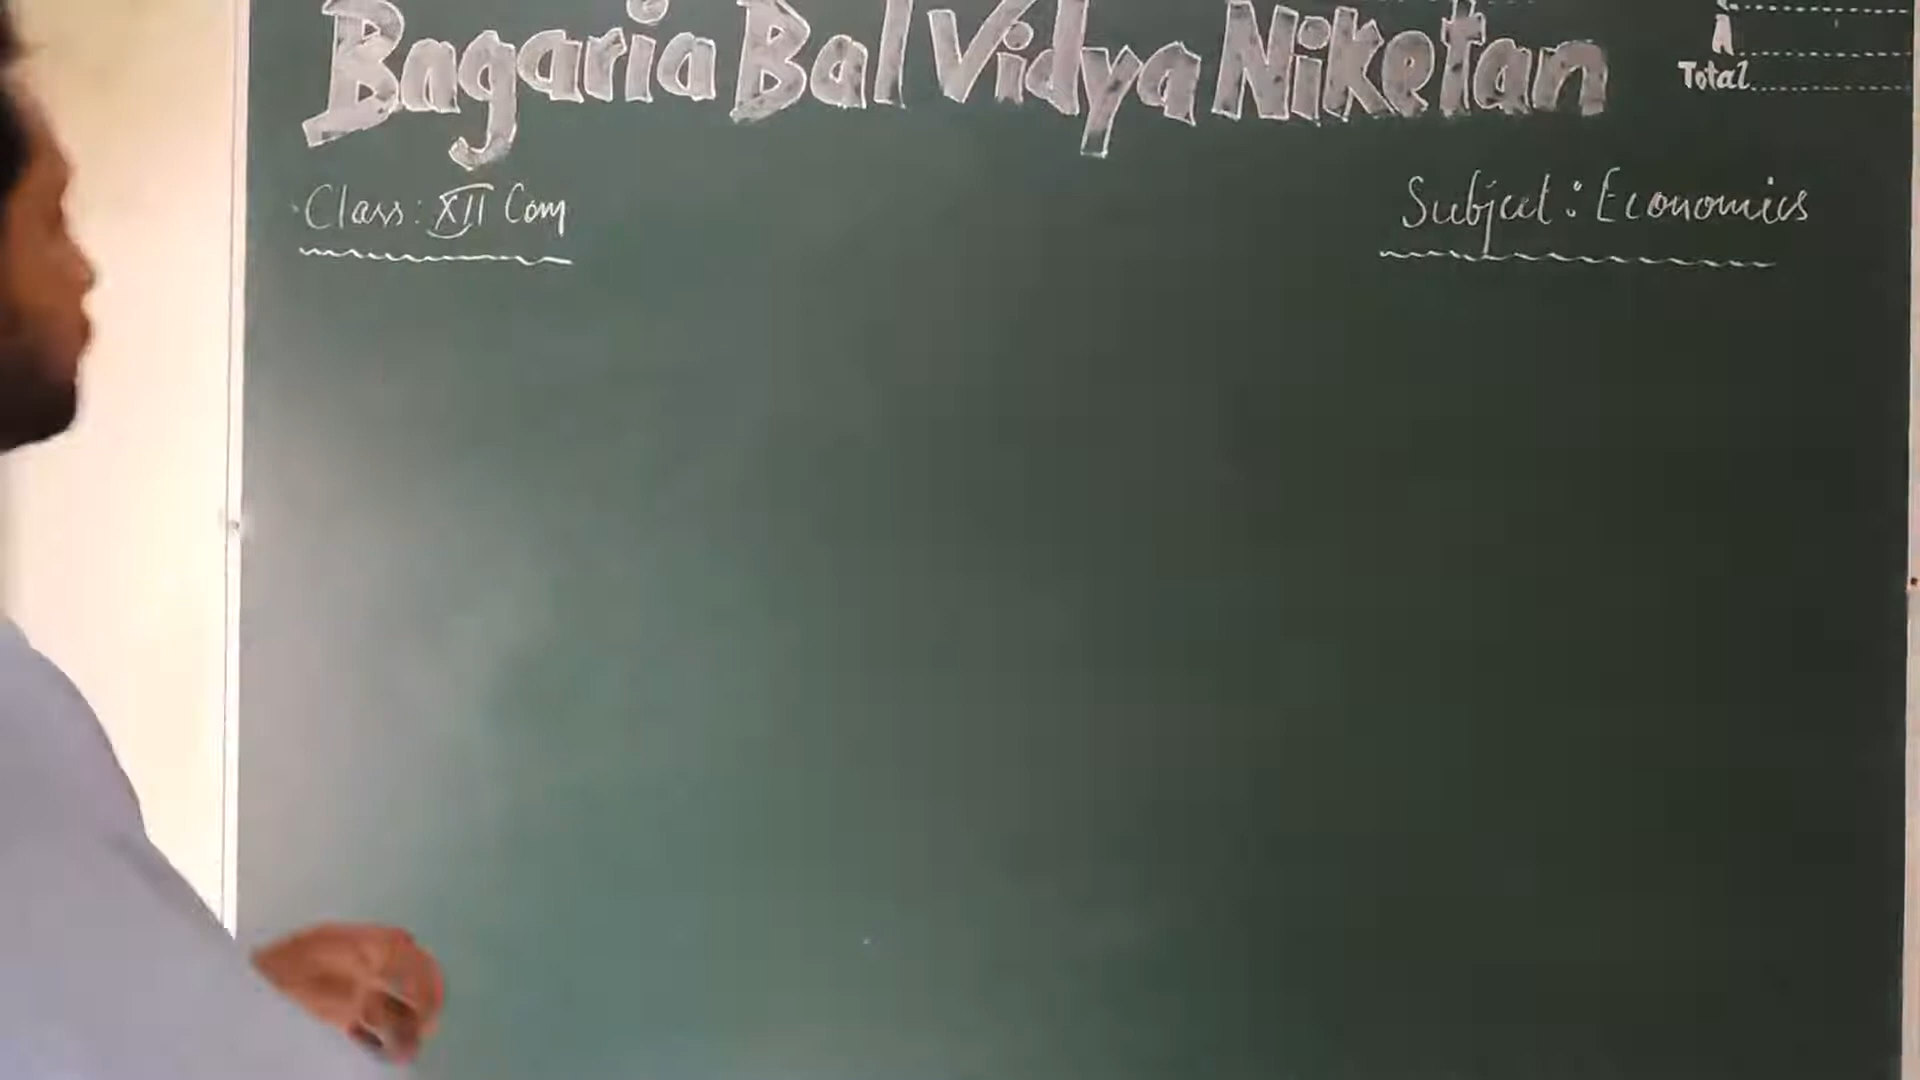 Bagaria Bal Vidya Niketan
A
Total
Class: XII Com
Subject: Economics